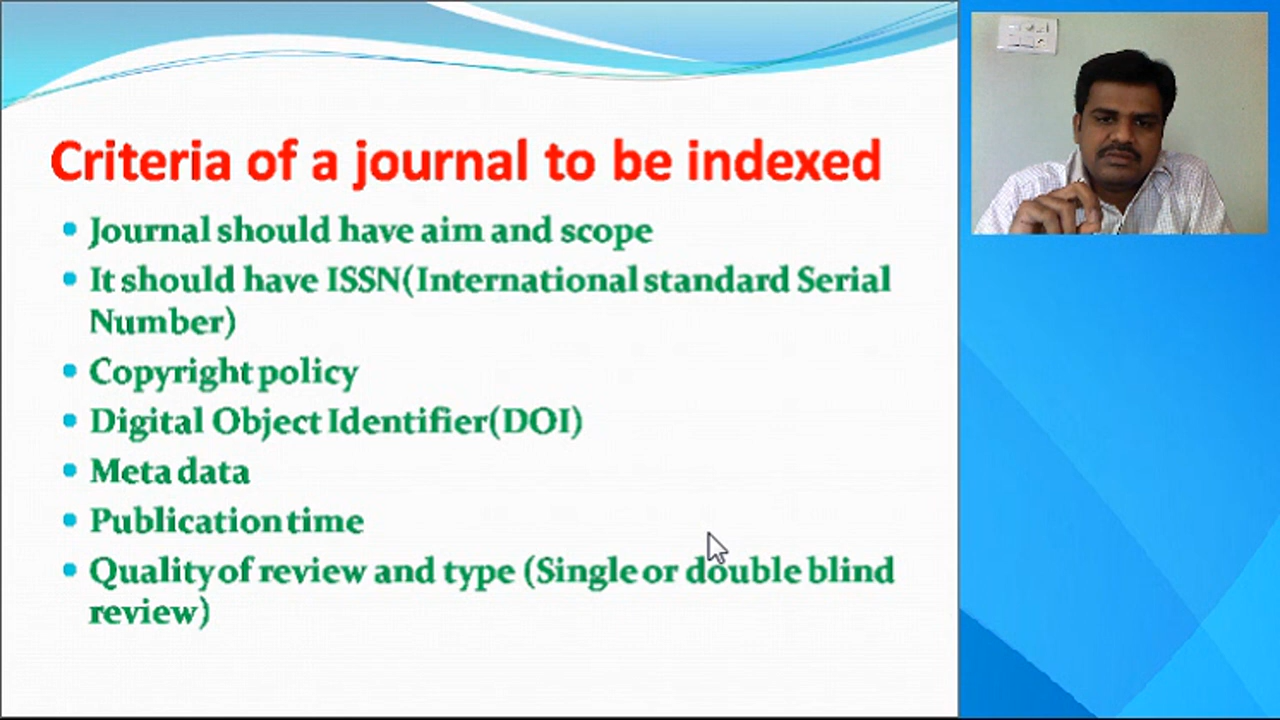 Criteria of a journal to be indexed
• Journal should have aim and scope
• It should have ISSN(International standard Serial
Number)
• Copyright policy
• Digital Object Identifier(DOI)
• Meta data
• Publication time
• Quality of review and type (Single or double blind
review)